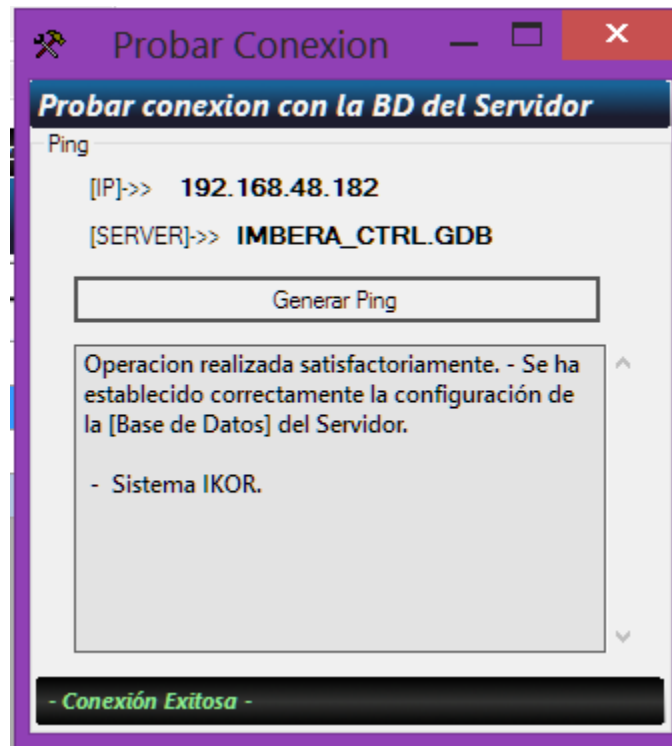 Probar Conexion
Probar conexion con la BD del Servidor
Ping
[IP]->> 192.168.48.182
[SERVER]->> IMBERA_CTRL.GDB
Generar Ping
Operacion realizada satisfactoriamente. - Se ha
establecido correctamente la configuración de
la [Base de Datos] del Servidor.
- Sistema IKOR.
- Conexión Exitosa -